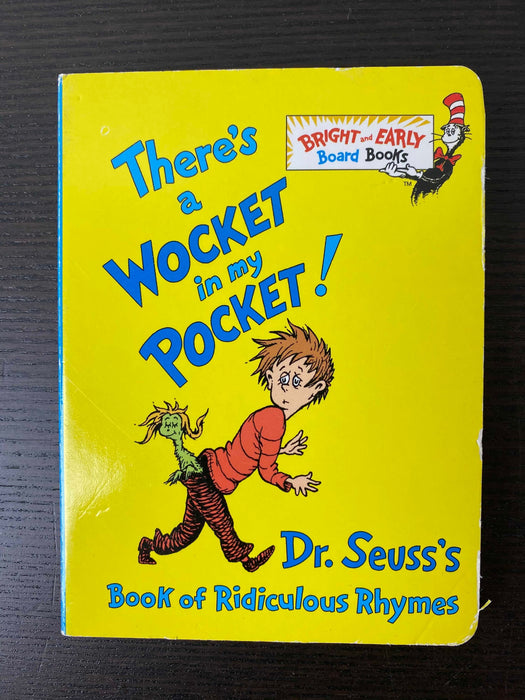 BRIGHT and EARLY
Board Books
TM
There's
a
WOCKET
in my
POCKET!
Dr. Seuss's
Book of Ridiculous Rhymes